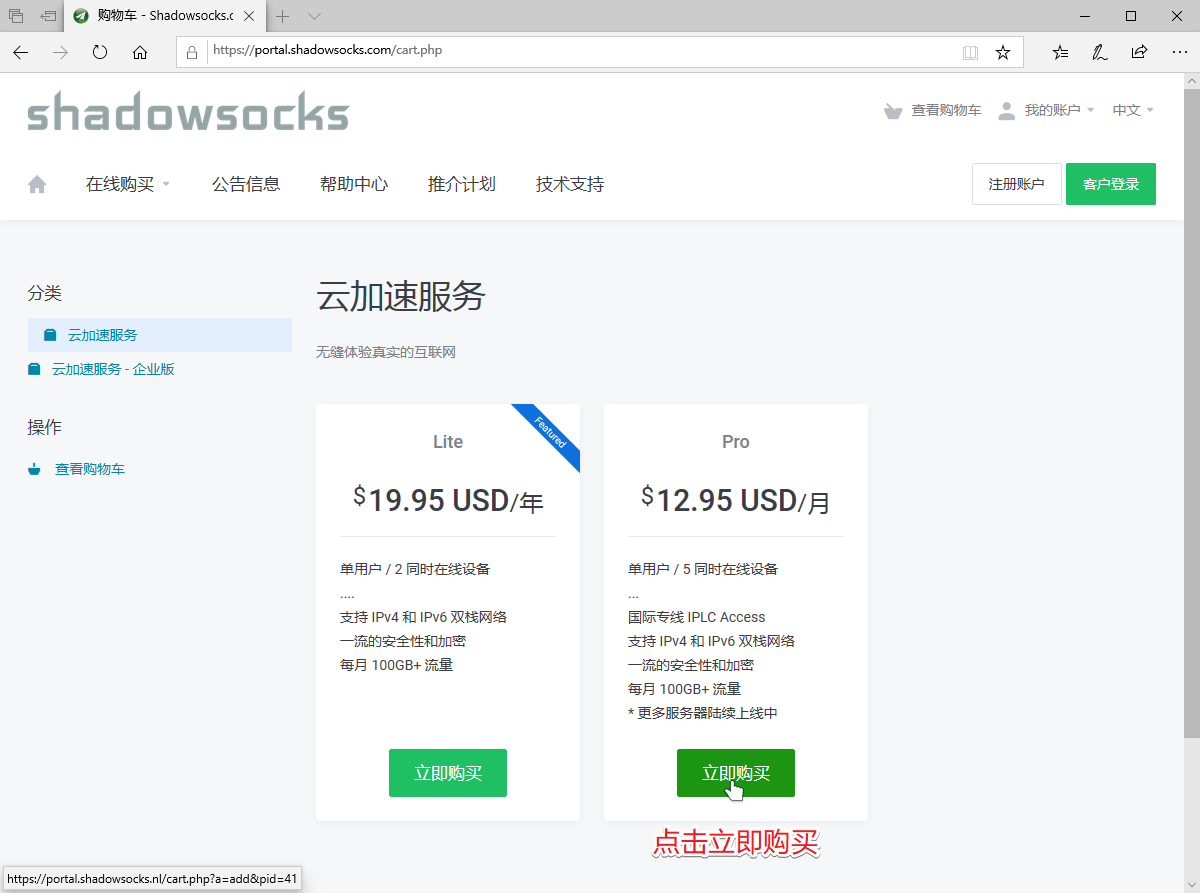 购物车 - Shadowsocks.c
https://portal.shadowsocks.com/cart.php
shadowsocks
查看购物车
我的账户
中文
在线购买
公告信息
帮助中心
推介计划
技术支持
注册账户
客户登录
分类
云加速服务
云加速服务 - 企业版
操作
查看购物车
云加速服务
无缝体验真实的互联网
Featured
Lite
$19.95 USD/年
单用户 / 2 同时在线设备
....
支持 IPv4 和 IPv6 双栈网络
一流的安全性和加密
每月 100GB+ 流量
立即购买
Pro
$12.95 USD/月
单用户 / 5 同时在线设备
...
国际专线 IPLC Access
支持 IPv4 和 IPv6 双栈网络
一流的安全性和加密
每月 100GB+ 流量
* 更多服务器陆续上线中
立即购买
点击立即购买
https://portal.shadowsocks.nl/cart.php?a=add&pid=41